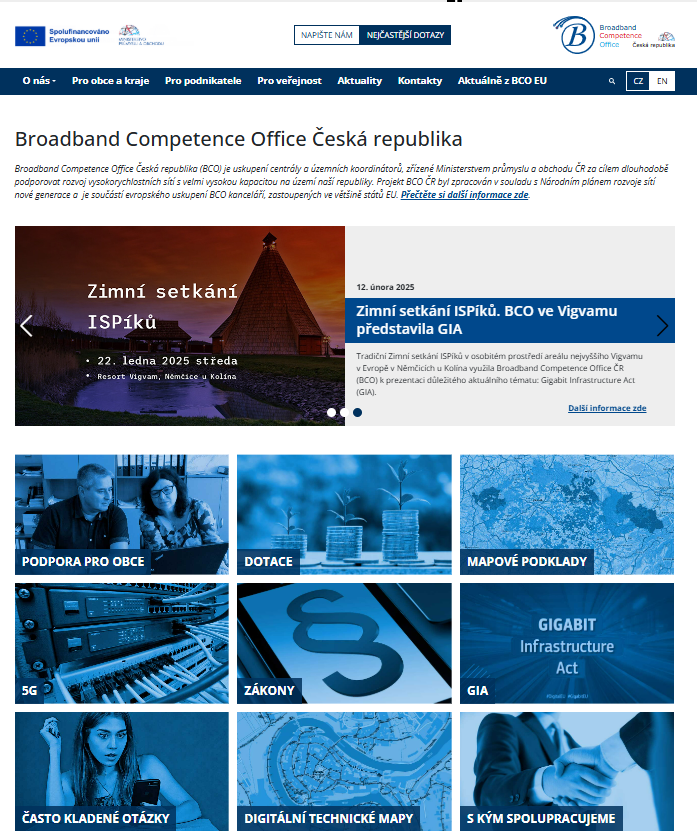 Spolufinancováno
Evropskou unií
MINISTERSTVO
PRŮMYSLU A OBCHODU
NAPIŠTE NÁM
NEJČASTĚJŠÍ DOTAZY
B
Broadband
Competence
Office
Česká republika
O nás
Pro obce a kraje
Pro podnikatele
Pro veřejnost
Aktuality
Kontakty
Aktuálně z BCO EU
CZ
EN
Broadband Competence Office Česká republika
Broadband Competence Office Česká republika (BCO) je uskupení centrály a územních koordinátorů, zřízené Ministerstvem průmyslu a obchodu ČR za cílem dlouhodobě
podporovat rozvoj vysokorychlostních sítí s velmi vysokou kapacitou na území naší republiky. Projekt BCO ČR byl zpracován v souladu s Národním plánem rozvoje sítí
nové generace a je součástí evropského uskupení BCO kanceláří, zastoupených ve většině států EU. Přečtěte si další informace zde.
Zimní setkání
ISPíků
• 22. ledna 2025 středa
• Resort Vigvam, Němčice u Kolína
12. února 2025
Zimní setkání ISPíků. BCO ve Vigvamu
představila GIA
Tradiční Zimní setkání ISPíků v osobitém prostředí areálu nejvyššího Vigvamu
v Evropě v Němčicích u Kolína využila Broadband Competence Office ČR
(BCO) k prezentaci důležitého aktuálního tématu: Gigabit Infrastructure Act
(GIA).
Další informace zde
PODPORA PRO OBCE
DOTACE
MAPOVÉ PODKLADY
5G
§
ZÁKONY
GIGABIT
Infrastructure
Act
GIA
ČASTO KLADENÉ OTÁZKY
DIGITÁLNÍ TECHNICKÉ MAPY
S KÝM SPOLUPRACUJEME